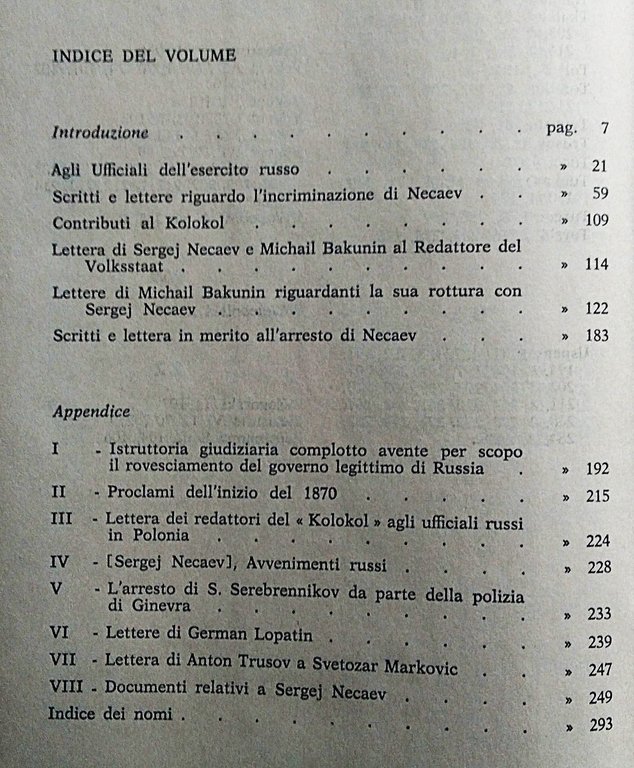 INDICE DEL VOLUME
Introduzione . . . . . . . . . . pag. 7
Agli Ufficiali dell'esercito russo . . . . . . » 21
Scritti e lettere riguardo l'incriminazione di Necaev . . » 59
Contributi al Kolokol . . . . . . . . » 109
Lettera di Sergej Necaev e Michail Bakunin al Redattore del
Volksstaat . . . . . . . . . . » 114
Lettere di Michail Bakunin riguardanti la sua rottura con
Sergej Necaev . . . . . . . . . » 122
Scritti e lettera in merito all'arresto di Necaev . . . » 183
Appendice
I - Istruttoria giudiziaria complotto avente per scopo
il rovesciamento del governo legittimo di Russia . » 192
II - Proclami dell'inizio del 1870 . . . . . » 215
III - Lettera dei redattori del « Kolokol » agli ufficiali russi
in Polonia . . . . . . . . . » 224
IV - [Sergej Necaev], Avvenimenti russi . . . . » 228
V - L'arresto di S. Serebrennikov da parte della polizia
di Ginevra . . . . . . . . . » 233
VI - Lettere di German Lopatin . . . . . . » 239
VII - Lettera di Anton Trusov a Svetozar Markovic . . » 247
VIII - Documenti relativi a Sergej Necaev . . . . » 249
Indice dei nomi . . . . . . . . . . » 293